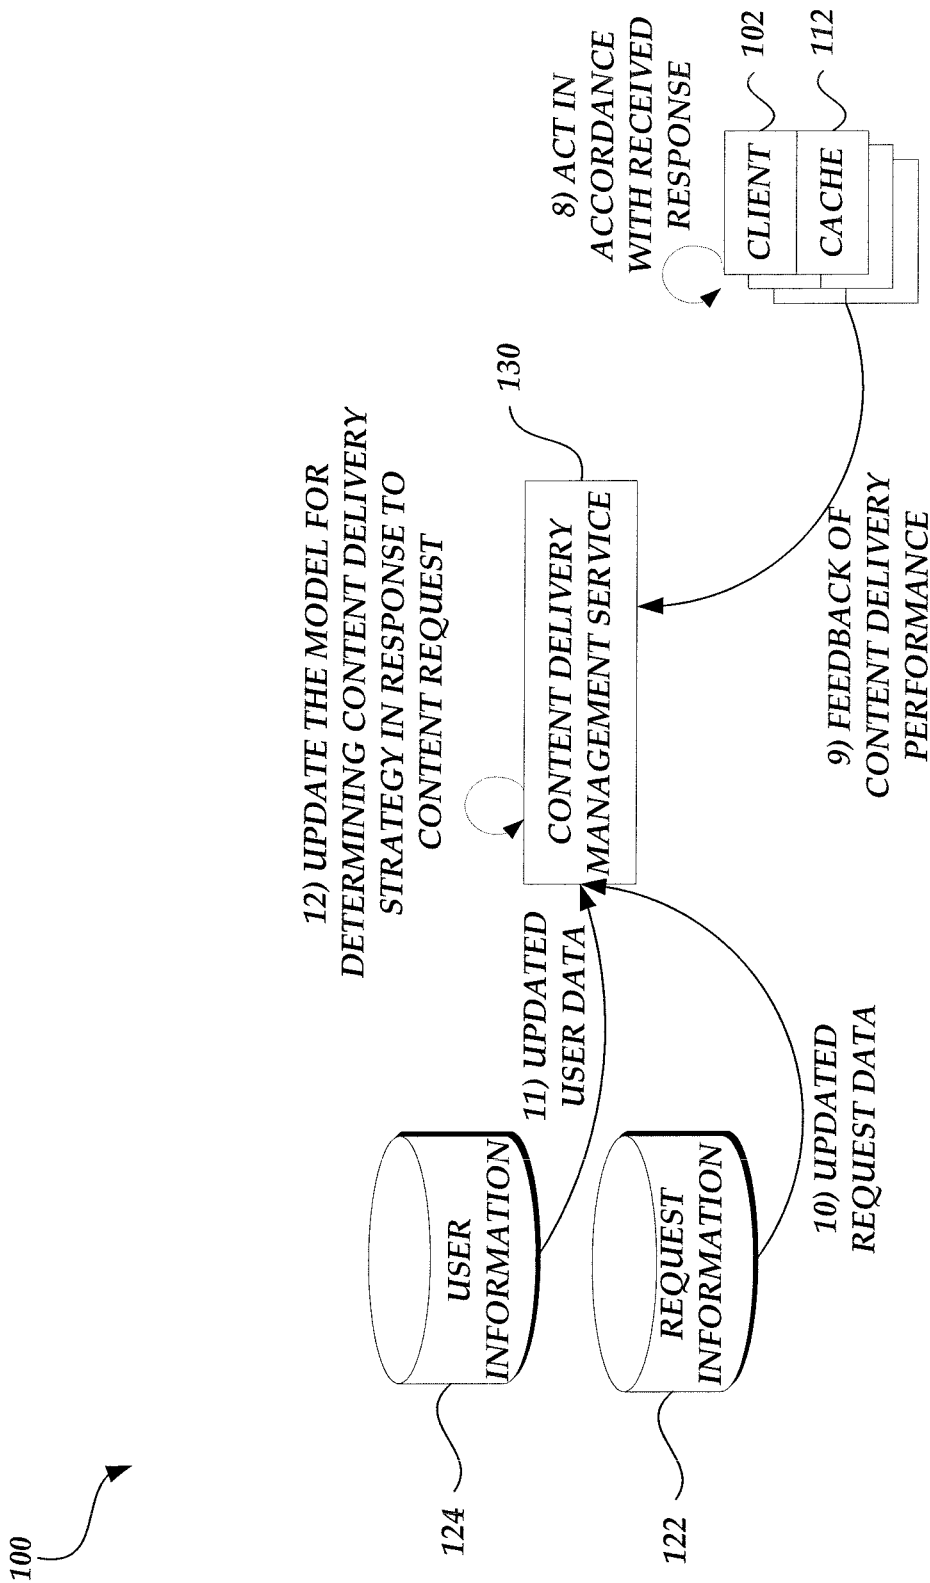 100
12) UPDATE THE MODEL FOR
DETERMINING CONTENT DELIVERY
STRATEGY IN RESPONSE TO
CONTENT REQUEST
8) ACT IN
ACCORDANCE
WITH RECEIVED
RESPONSE
124
USER
INFORMATION
11) UPDATED
USER DATA
CONTENT DELIVERY
MANAGEMENT SERVICE
130
CLIENT
102
CACHE
112
122
REQUEST
INFORMATION
10) UPDATED
REQUEST DATA
9) FEEDBACK OF
CONTENT DELIVERY
PERFORMANCE